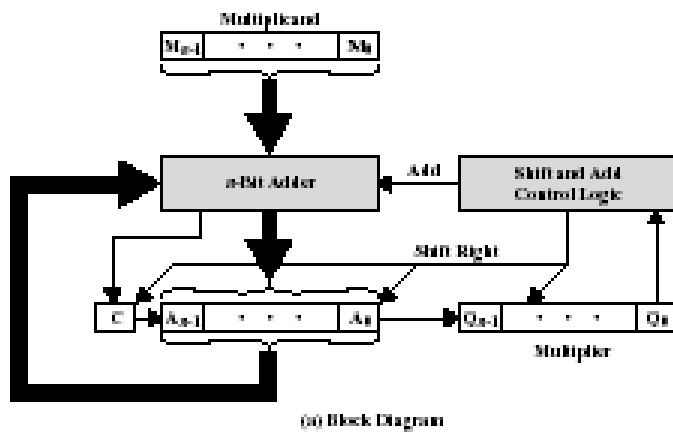 Multiplicand
Mn-1 · · · M0
n-Bit Adder
Add
Shift and Add
Control Logic
Shift Right
C
An-1 · · · A0
Qn-1 · · · Q0
Multiplier
(a) Block Diagram